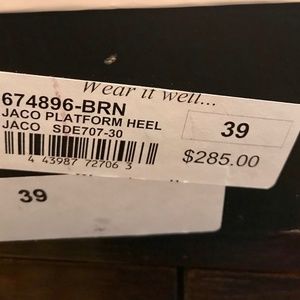 Wear it well...
674896-BRN
JACO PLATFORM HEEL
JACO SDE707-30
39
$285.00
4 43987 72706 3
39